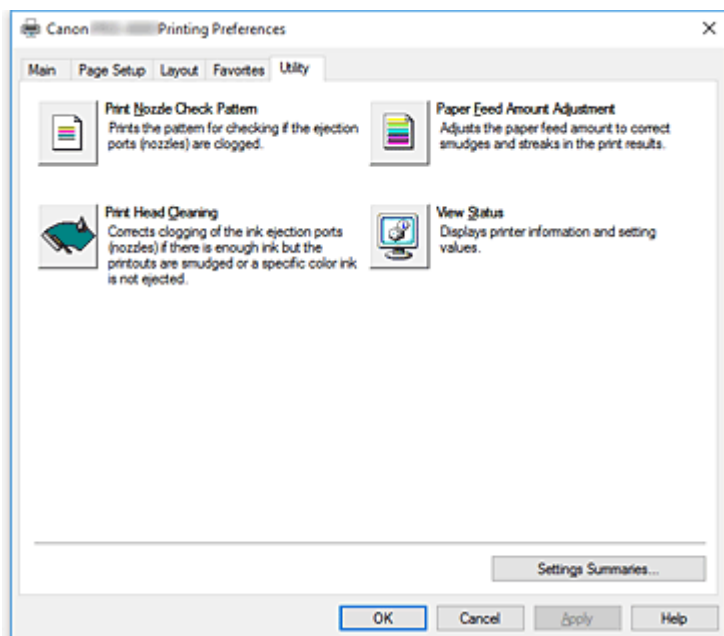 Canon Printing Preferences
Main Page Setup Layout Favorites Utility
Print Nozzle Check Pattern
Prints the pattern for checking if the ejection
ports (nozzles) are clogged.
Paper Feed Amount Adjustment
Adjusts the paper feed amount to correct
smudges and streaks in the print results.
Print Head Cleaning
Corrects clogging of the ink ejection ports
(nozzles) if there is enough ink but the
printouts are smudged or a specific color ink
is not ejected.
View Status
Displays printer information and setting
values.
Settings Summaries...
OK Cancel Apply Help